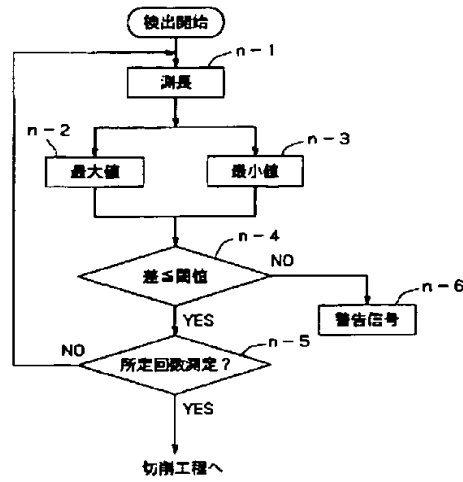 検出開始
n-1
測長
n-2
n-3
最大値
最小値
n-4
差≦閾値
NO
n-6
警告信号
YES
n-5
NO
所定回数測定?
YES
切削工程へ